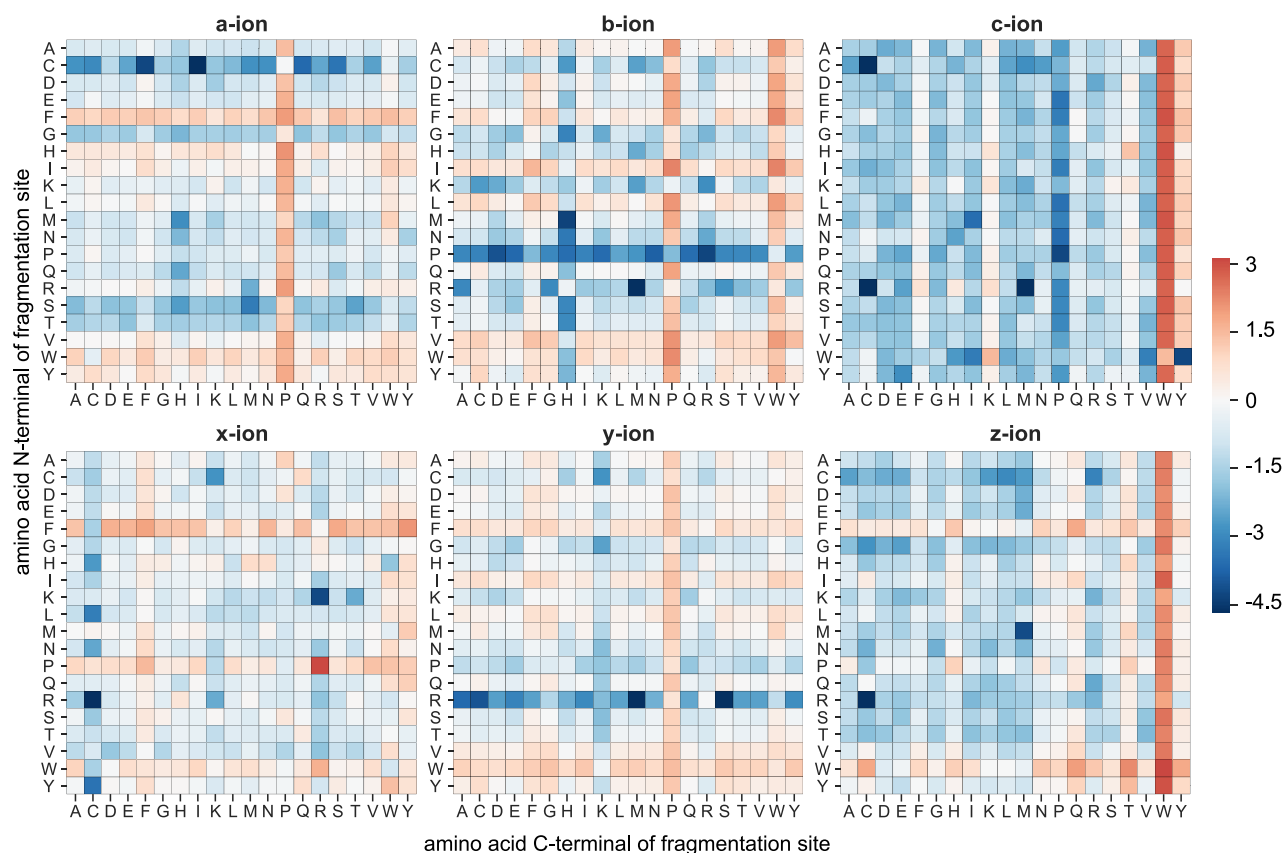 a-ion b-ion c-ion
A A A
C C C
D D D
E E E
F F F
G G G
H H H
I I I
K K K
L L L
M M M
N N N
P P P
Q Q Q
R R R
S S S
T T T
V V V
W W W
Y Y Y
A C D E F G H I K L M N P Q R S T V W Y A C D E F G H I K L M N P Q R S T V W Y A C D E F G H I K L M N P Q R S T V W Y
x-ion y-ion z-ion
A A A
C C C
D D D
E E E
F F F
G G G
H H H
I I I
K K K
L L L
M M M
N N N
P P P
Q Q Q
R R R
S S S
T T T
V V V
W W W
Y Y Y
A C D E F G H I K L M N P Q R S T V W Y A C D E F G H I K L M N P Q R S T V W Y A C D E F G H I K L M N P Q R S T V W Y
amino acid N-terminal of fragmentation site
amino acid C-terminal of fragmentation site
3
1.5
0
-1.5
-3
-4.5